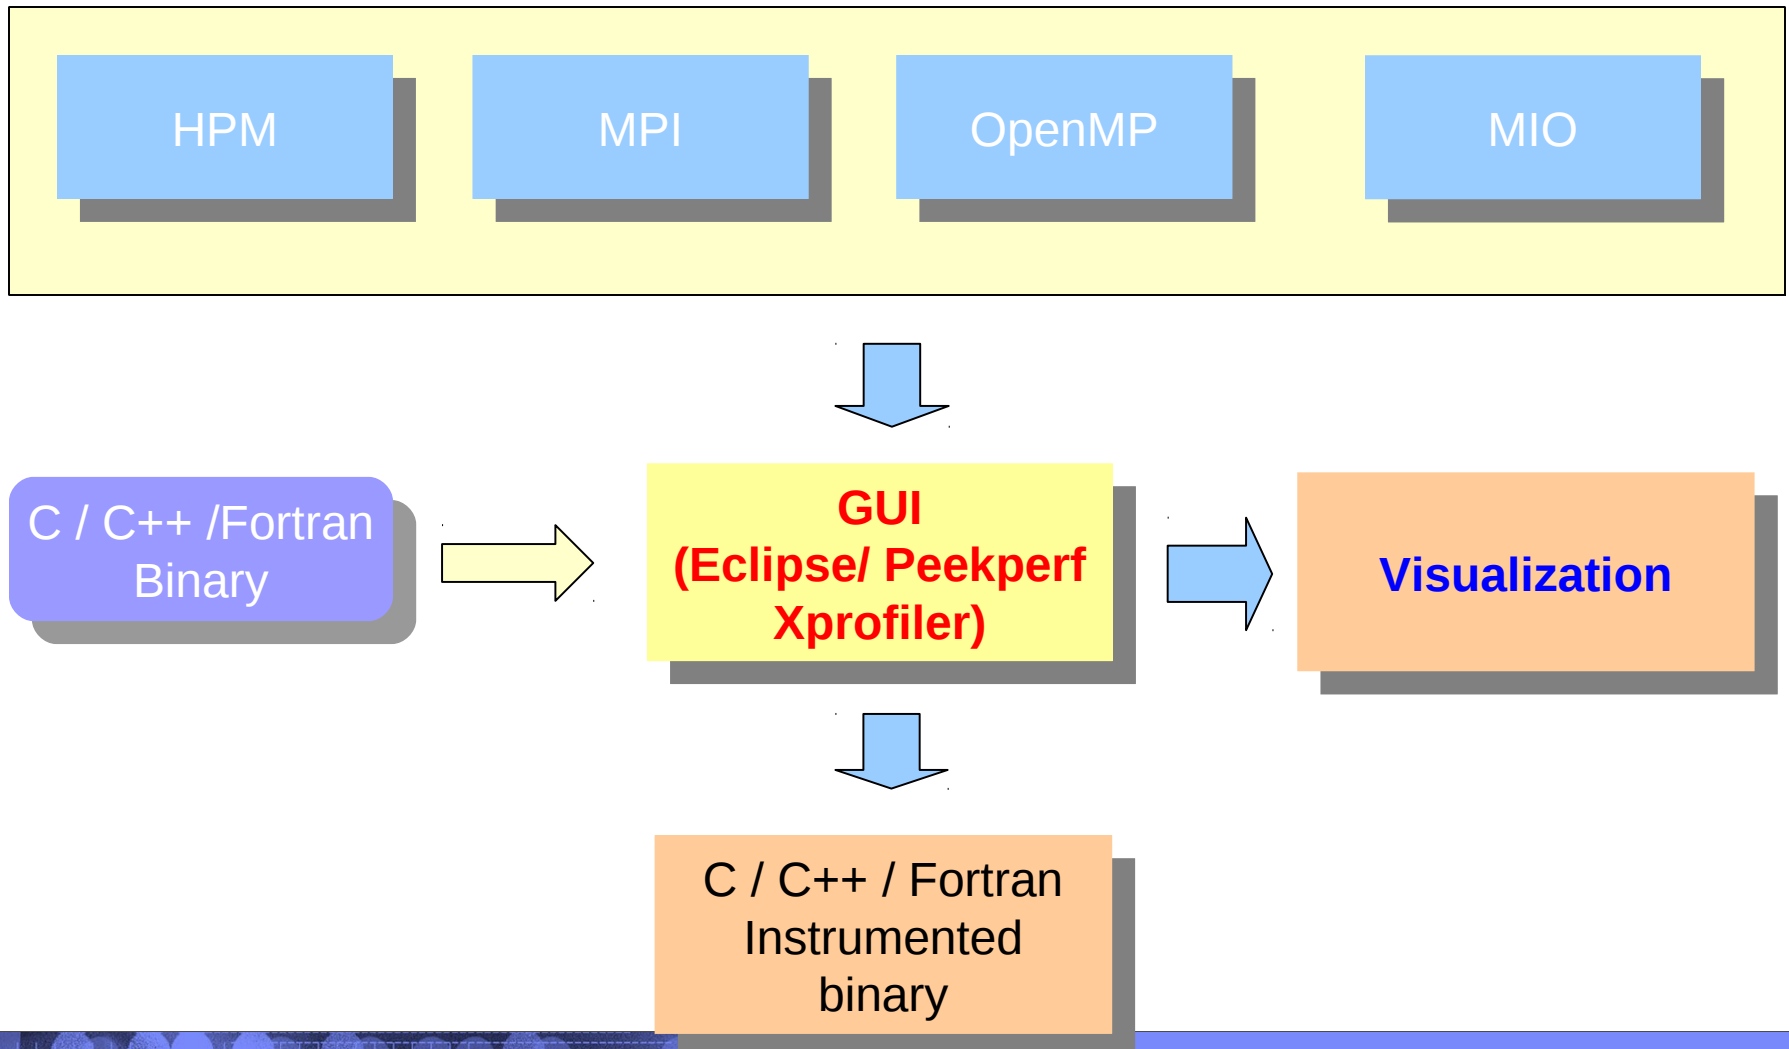 HPM
MPI
OpenMP
MIO
C / C++ /Fortran
Binary
GUI
(Eclipse/ Peekperf
Xprofiler)
Visualization
C / C++ / Fortran
Instrumented
binary